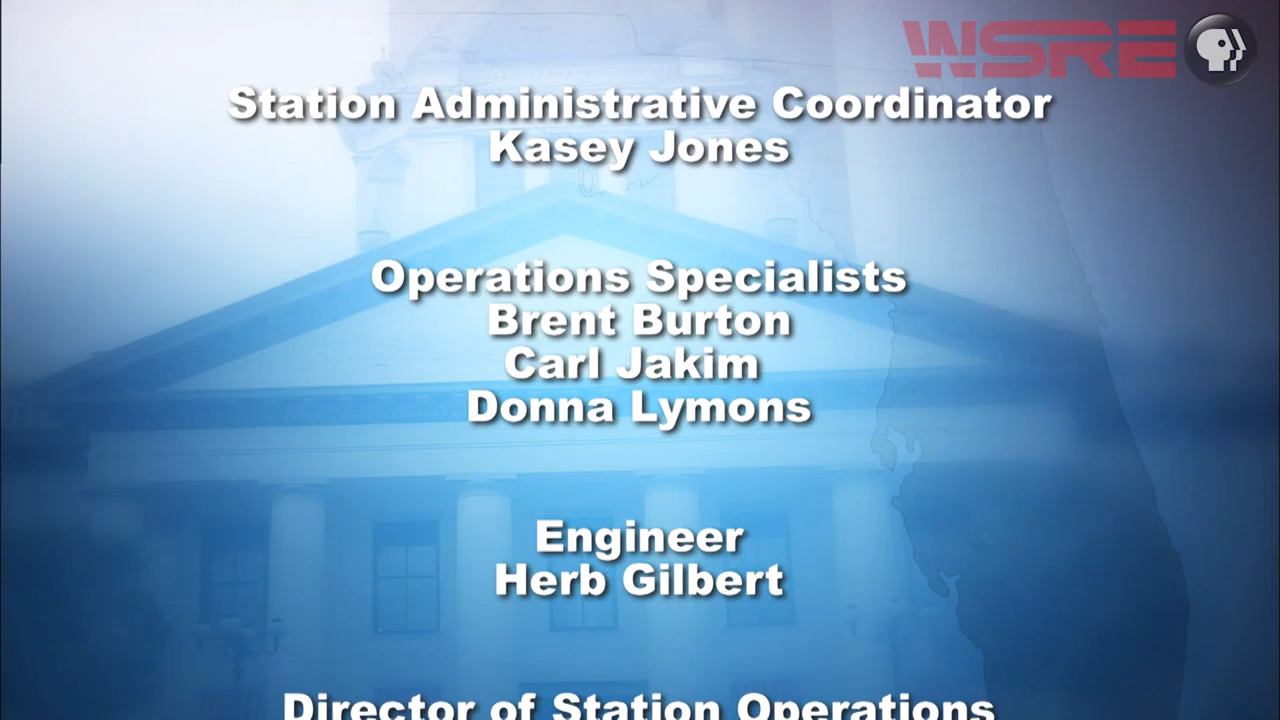 WSRE
Station Administrative Coordinator
Kasey Jones
Operations Specialists
Brent Burton
Carl Jakim
Donna Lymons
Engineer
Herb Gilbert
Director of Station Operations